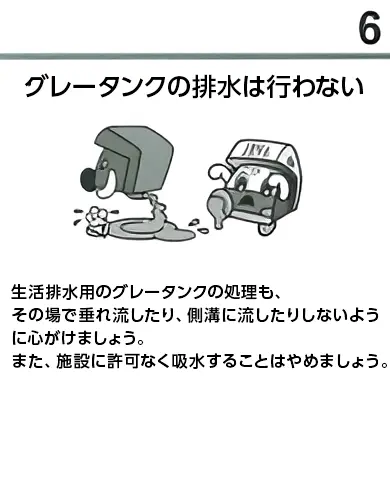 6
グレータンクの排水は行わない
生活排水用のグレータンクの処理も、
その場で垂れ流したり、側溝に流したりしないよう
に心がけましょう。
また、施設に許可なく吸水することはやめましょう。